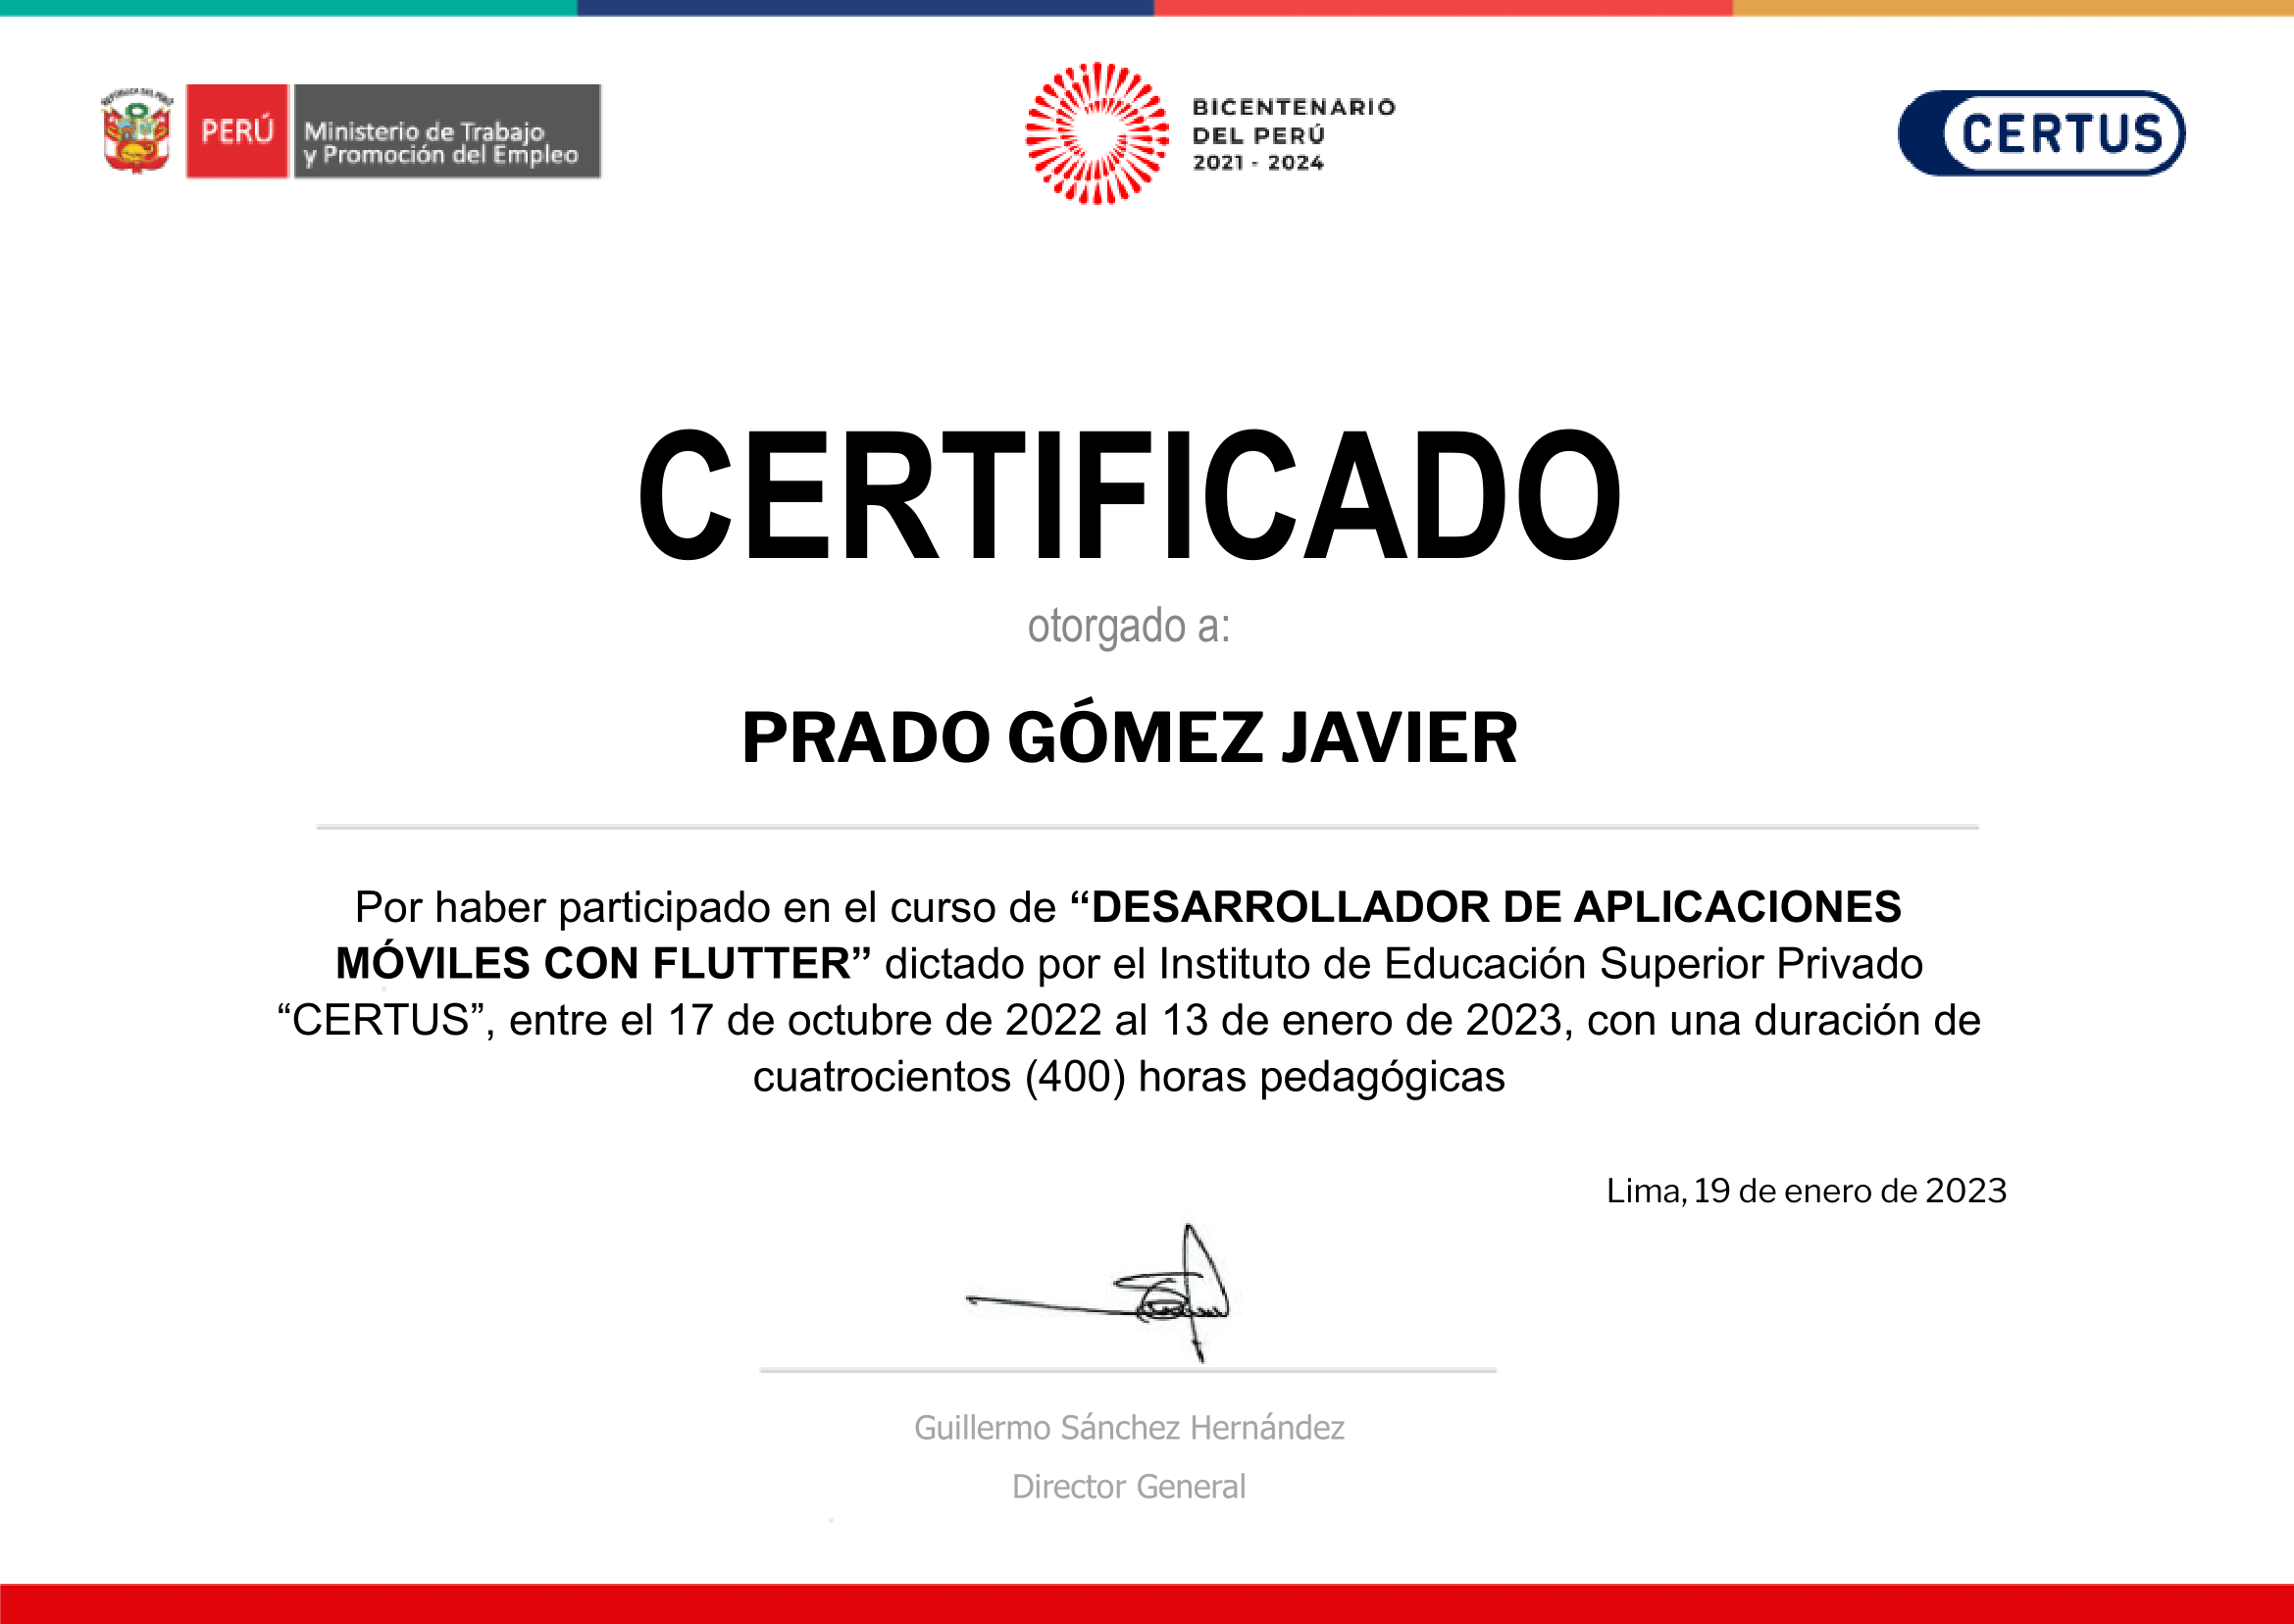 REPÚBLICA DEL PERÚ
PERÚ
Ministerio de Trabajo
y Promoción del Empleo
BICENTENARIO
DEL PERÚ
2021 - 2024
CERTUS
CERTIFICADO
otorgado a:
PRADO GÓMEZ JAVIER
Por haber participado en el curso de “DESARROLLADOR DE APLICACIONES
MÓVILES CON FLUTTER” dictado por el Instituto de Educación Superior Privado
“CERTUS”, entre el 17 de octubre de 2022 al 13 de enero de 2023, con una duración de
cuatrocientos (400) horas pedagógicas
Lima, 19 de enero de 2023
Guillermo Sánchez Hernández
Director General